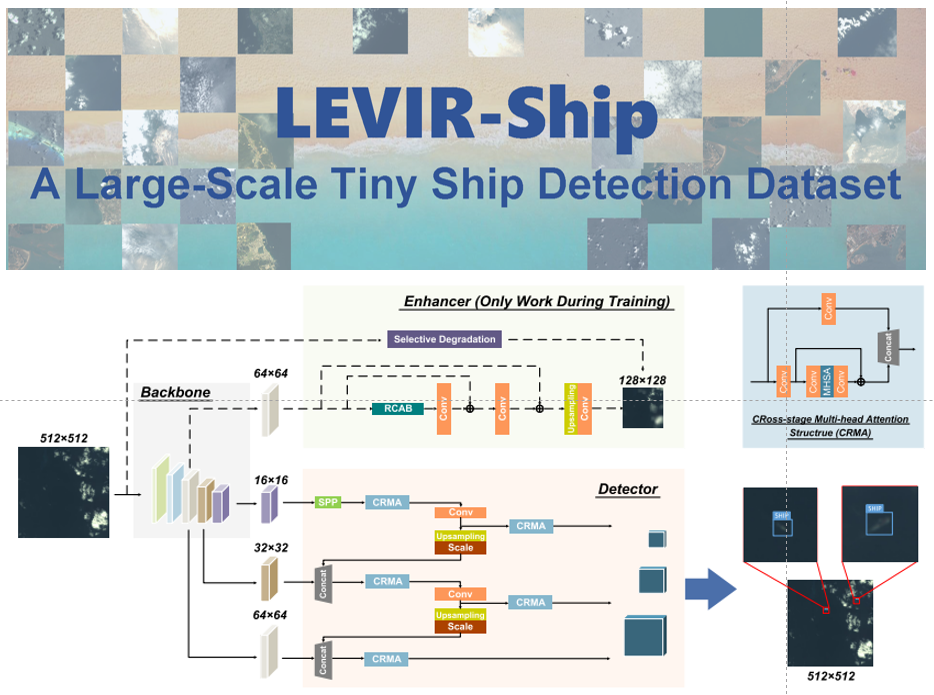 LEVIR-Ship
A Large-Scale Tiny Ship Detection Dataset
Enhancer (Only Work During Training)
Selective Degradation
64×64
128×128
Backbone
RCAB
Conv
Conv
Upsampling
Conv
Conv
Concat
Conv
Conv
MHSA
Conv
CRoss-stage Multi-head Attention
Structrue (CRMA)
512×512
16×16
Detector
SPP
CRMA
Conv
CRMA
Upsampling
Scale
32×32
Concat
CRMA
Conv
CRMA
Upsampling
Scale
64×64
Concat
CRMA
SHIP
SHIP
512×512